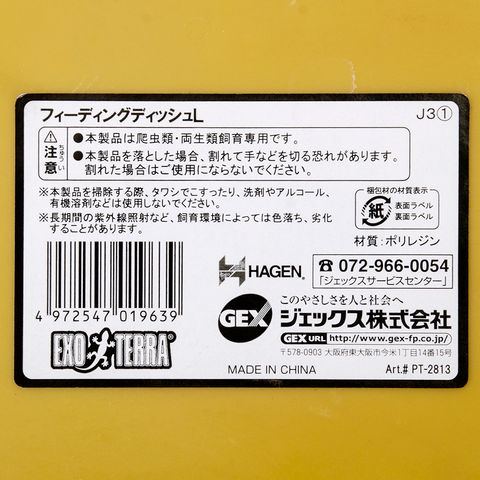 フィーディングディッシュL
J3①
注意
ちゅうい
●本製品は爬虫類・両生類飼育専用です。
●本製品を落とした場合、割れて手などを切る恐れがあります。
割れた場合はご使用にならないでください。
※本製品を掃除する際、タワシでこすったり、洗剤やアルコール、
有機溶剤などは使用しないでください。
※長期間の紫外線照射など、飼育環境によっては色落ち、劣化
することがあります。
梱包材の材質表示
紙
表面ラベル
裏面ラベル
材質:ポリレジン
4 972547 019639
HAGEN
☎072-966-0054
「ジェックスサービスセンター」
このやさしさを人と社会へ
GEX ジェックス株式会社
GEX URL http://www.gex-fp.co.jp/
〒578-0903 大阪府東大阪市今米1丁目14番21号
EXO TERRA
MADE IN CHINA
Art.# PT-2813